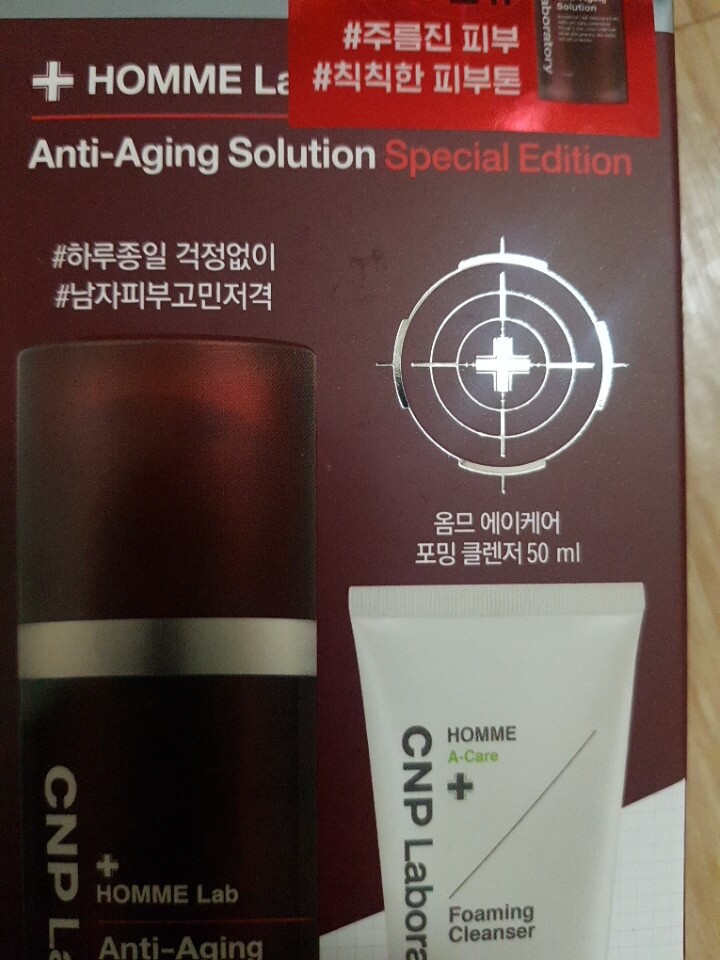 #주름진 피부
#칙칙한 피부톤
Solution
aboratory
HOMME La
Anti-Aging Solution Special Edition
#하루종일 걱정없이
#남자피부고민저격
옴므 에이케어
포밍 클렌저 50 ml
CNP La
HOMME Lab
Anti-Aging
CNP Labora
HOMME
A-Care
Foaming
Cleanser